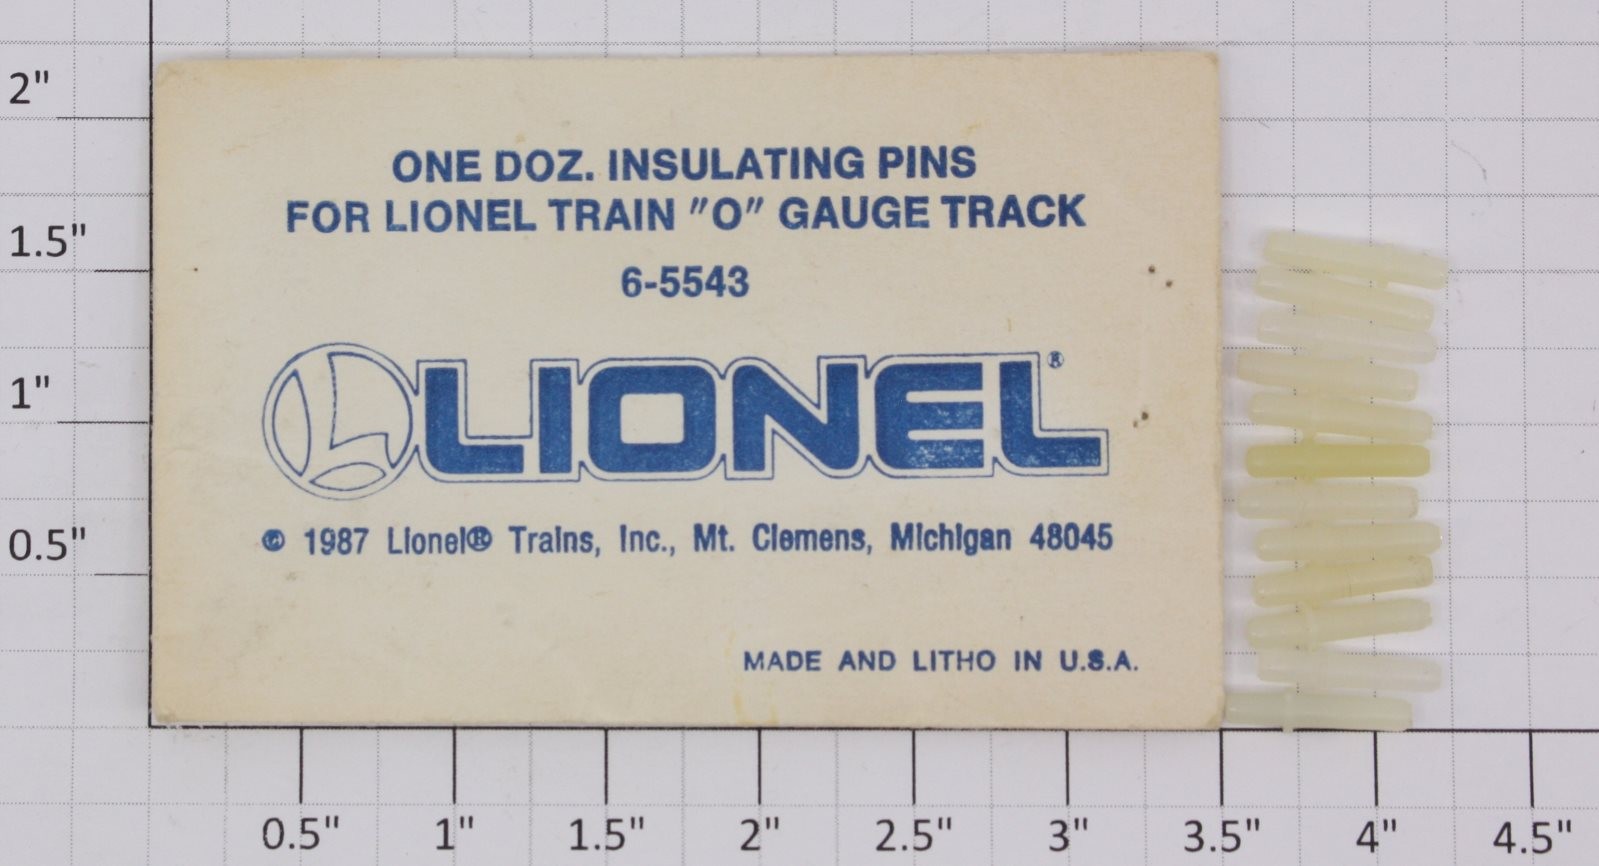 2"
1.5"
1"
0.5"
ONE DOZ. INSULATING PINS
FOR LIONEL TRAIN "O" GAUGE TRACK
6-5543
L LIONEL®
© 1987 Lionel® Trains, Inc., Mt. Clemens, Michigan 48045
MADE AND LITHO IN U.S.A.
0.5" 1" 1.5" 2" 2.5" 3" 3.5" 4" 4.5"